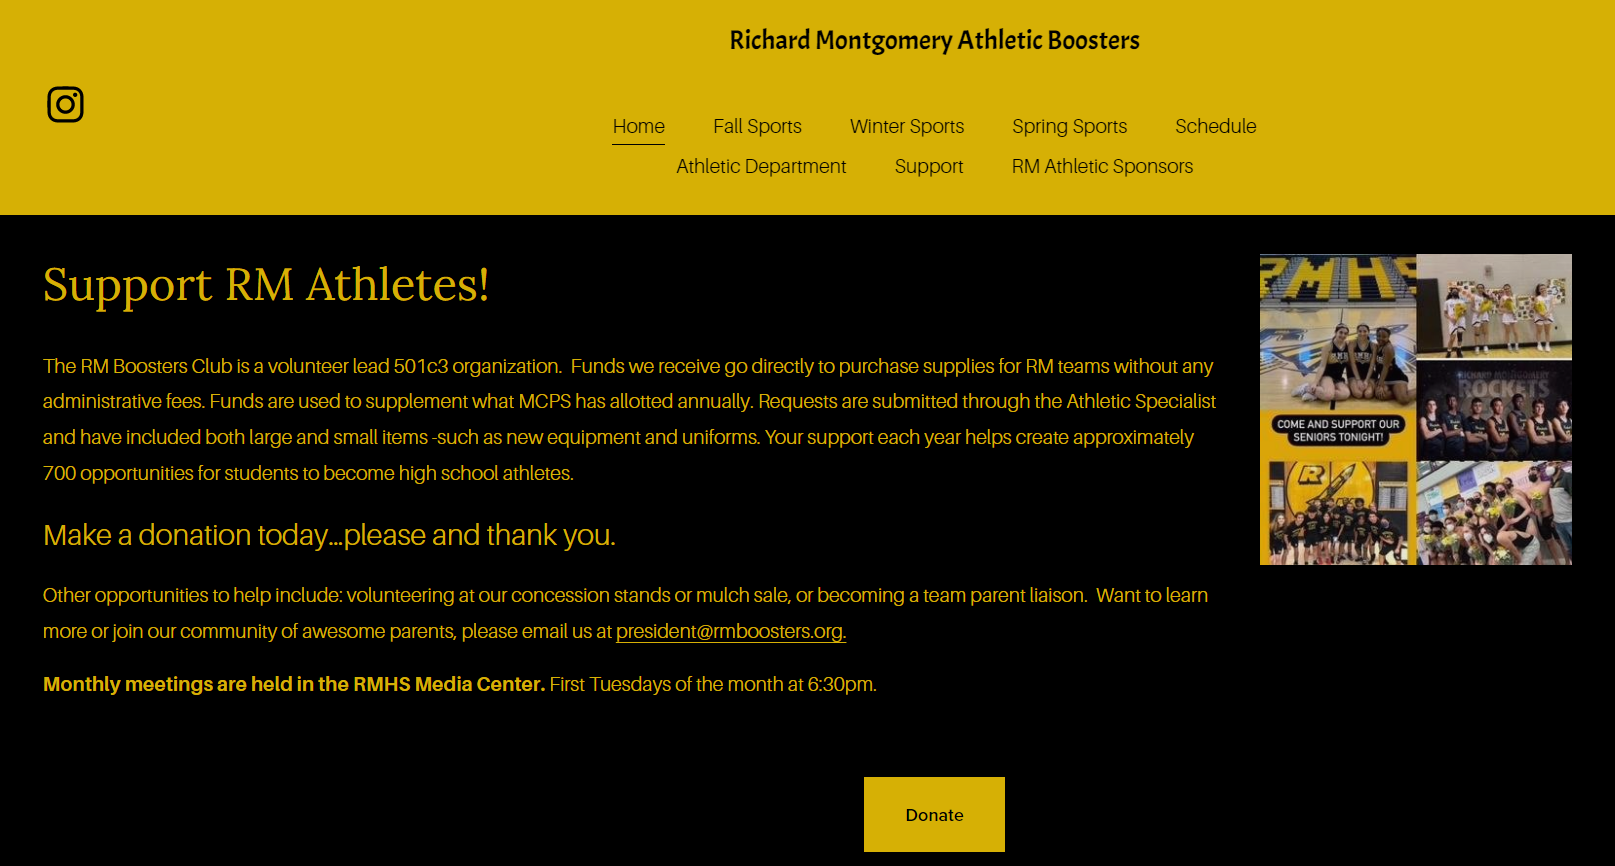 Richard Montgomery Athletic Boosters
Home Fall Sports Winter Sports Spring Sports Schedule
Athletic Department Support RM Athletic Sponsors
Support RM Athletes!
The RM Boosters Club is a volunteer lead 501c3 organization.  Funds we receive go directly to purchase supplies for RM teams without any
administrative fees. Funds are used to supplement what MCPS has allotted annually. Requests are submitted through the Athletic Specialist
and have included both large and small items -such as new equipment and uniforms. Your support each year helps create approximately
700 opportunities for students to become high school athletes.
Make a donation today...please and thank you.
Other opportunities to help include: volunteering at our concession stands or mulch sale, or becoming a team parent liaison.  Want to learn
more or join our community of awesome parents, please email us at president@rmboosters.org.
Monthly meetings are held in the RMHS Media Center. First Tuesdays of the month at 6:30pm.
Donate
RMHS
COME AND SUPPORT OUR
SENIORS TONIGHT!
RICHARD MONTGOMERY
ROCKETS
R